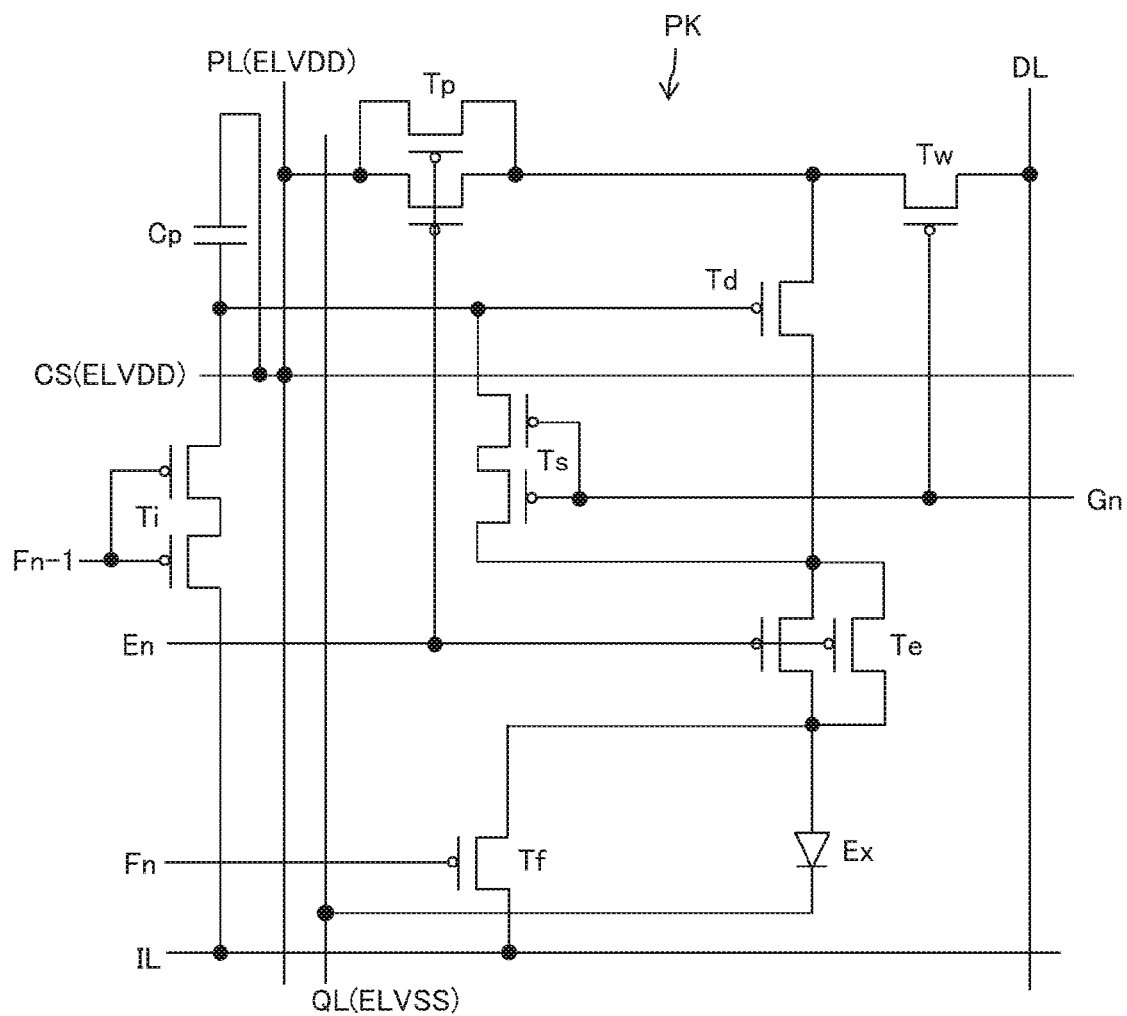 PK
PL(ELVDD)
Tp
DL
Tw
Cp
Td
CS(ELVDD)
Ts
Ti
Gn
Fn-1
En
Te
Fn
Tf
Ex
IL
QL(ELVSS)